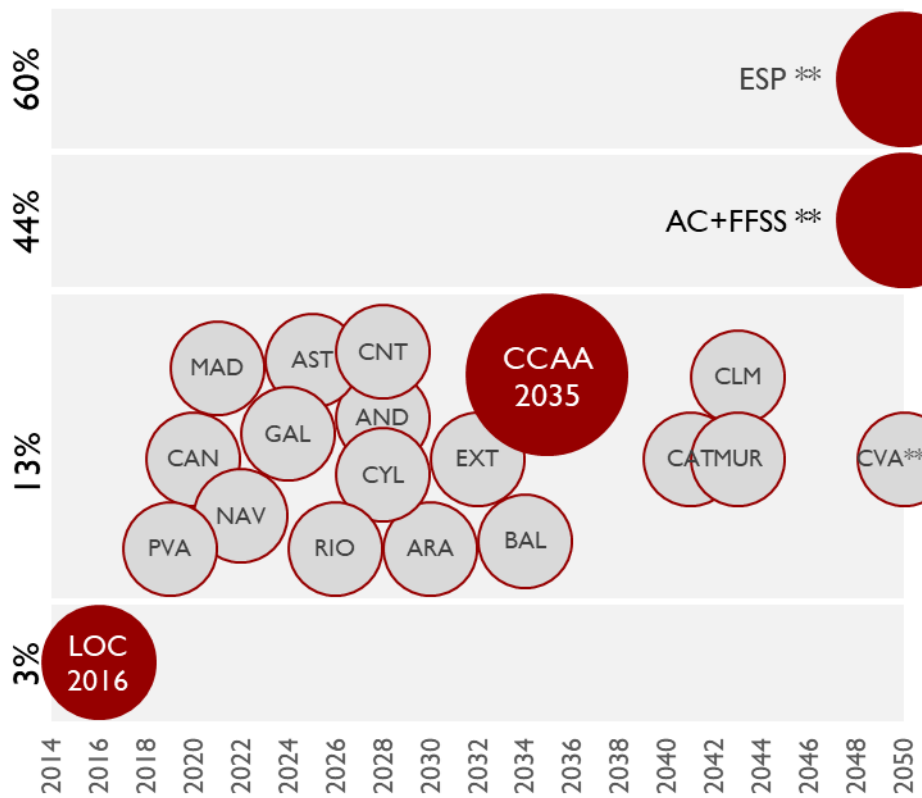 60%
ESP **
44%
AC+FFSS **
13%
MAD
AST
CNT
CCAA
2035
CLM
CAN
GAL
AND
CYL
EXT
CAT
MUR
CVA**
NAV
PVA
RIO
ARA
BAL
3%
LOC
2016
2014
2016
2018
2020
2022
2024
2026
2028
2030
2032
2034
2036
2038
2040
2042
2044
2046
2048
2050